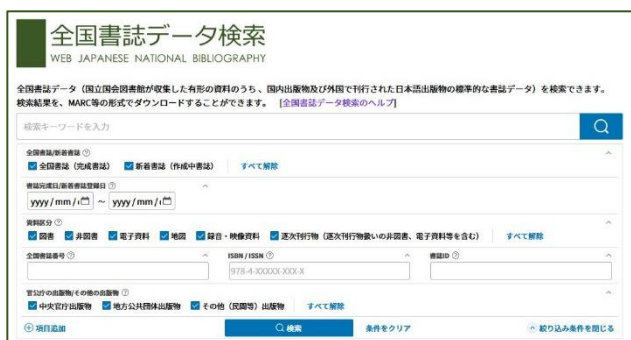 全国書誌データ検索
WEB JAPANESE NATIONAL BIBLIOGRAPHY
全国書誌データ（国立国会図書館が収集した有形の資料のうち、国内出版物及び外国で刊行された日本語出版物の標準的な書誌データ）を検索できます。
検索結果を、MARC等の形式でダウンロードすることができます。 [全国書誌データ検索のヘルプ]
検索キーワードを入力
全国書誌/新着書誌
全国書誌（完成書誌） 新着書誌（作成中書誌） すべて解除
書誌完成日/新着書誌登録日
yyyy/mm/ ~ yyyy/mm/
資料区分
図書 非図書 電子資料 地図 録音・映像資料 逐次刊行物（逐次刊行物扱いの非図書、電子資料等を含む） すべて解除
全国書誌番号 ISBN / ISSN 書誌ID
978-4-XXXXX-XXX-X
官公庁の出版物/その他の出版物
中央官庁出版物 地方公共団体出版物 その他（民間等）出版物 すべて解除
項目追加 検索 条件をクリア 絞り込み条件を閉じる